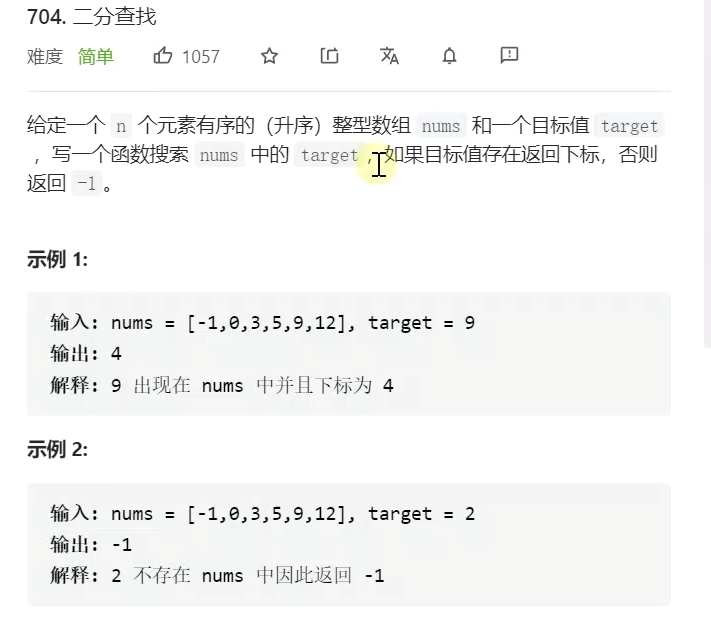 704. 二分查找
难度 简单 1057
给定一个 n 个元素有序的（升序）整型数组 nums 和一个目标值 target
，写一个函数搜索 nums 中的 target，如果目标值存在返回下标，否则
返回 -1。
示例 1:
输入: nums = [-1,0,3,5,9,12], target = 9
输出: 4
解释: 9 出现在 nums 中并且下标为 4
示例 2:
输入: nums = [-1,0,3,5,9,12], target = 2
输出: -1
解释: 2 不存在 nums 中因此返回 -1